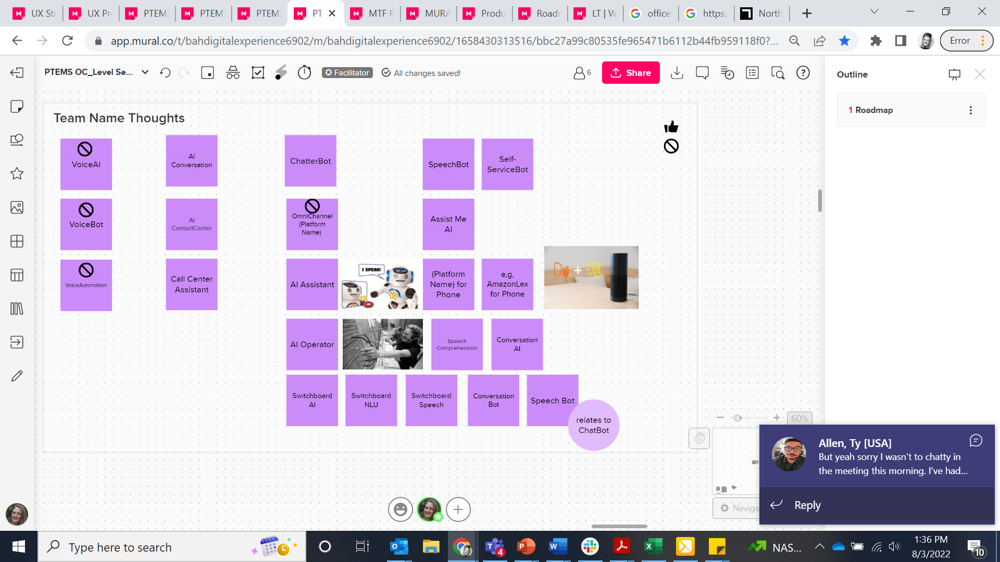 UX Str
UX Pr
PTEMS
PTEMS
PTEMS
PT
MTF R
MURA
Produ
Roadm
LT | W
office
https:
North
app.mural.co/t/bahdigitalexperience6902/m/bahdigitalexperience6902/1658430313516/bbc27a99c80535fe965471b6112b44fb959118f0?...
Error
PTEMS OC_Level Se...
Facilitator
All changes saved!
6
Share
Outline
1 Roadmap
Team Name Thoughts
VoiceAI
AI
Conversation
ChatterBot
SpeechBot
Self-
ServiceBot
VoiceBot
AI
ContactCenter
OmniChannel
(Platform
Name)
Assist Me
AI
VoiceAutomation
Call Center
Assistant
AI Assistant
I SPEAK!
(Platform
Name) for
Phone
e,g,
AmazonLex
for Phone
AI Operator
Speech
Comprehension
Conversation
AI
Switchboard
AI
Switchboard
NLU
Switchboard
Speech
Conversation
Bot
Speech Bot
relates to
ChatBot
60%
Allen, Ty [USA]
But yeah sorry I wasn't to chatty in
the meeting this morning. I've had...
Reply
Naviga
Type here to search
4
NAS...
1:36 PM
8/3/2022
10